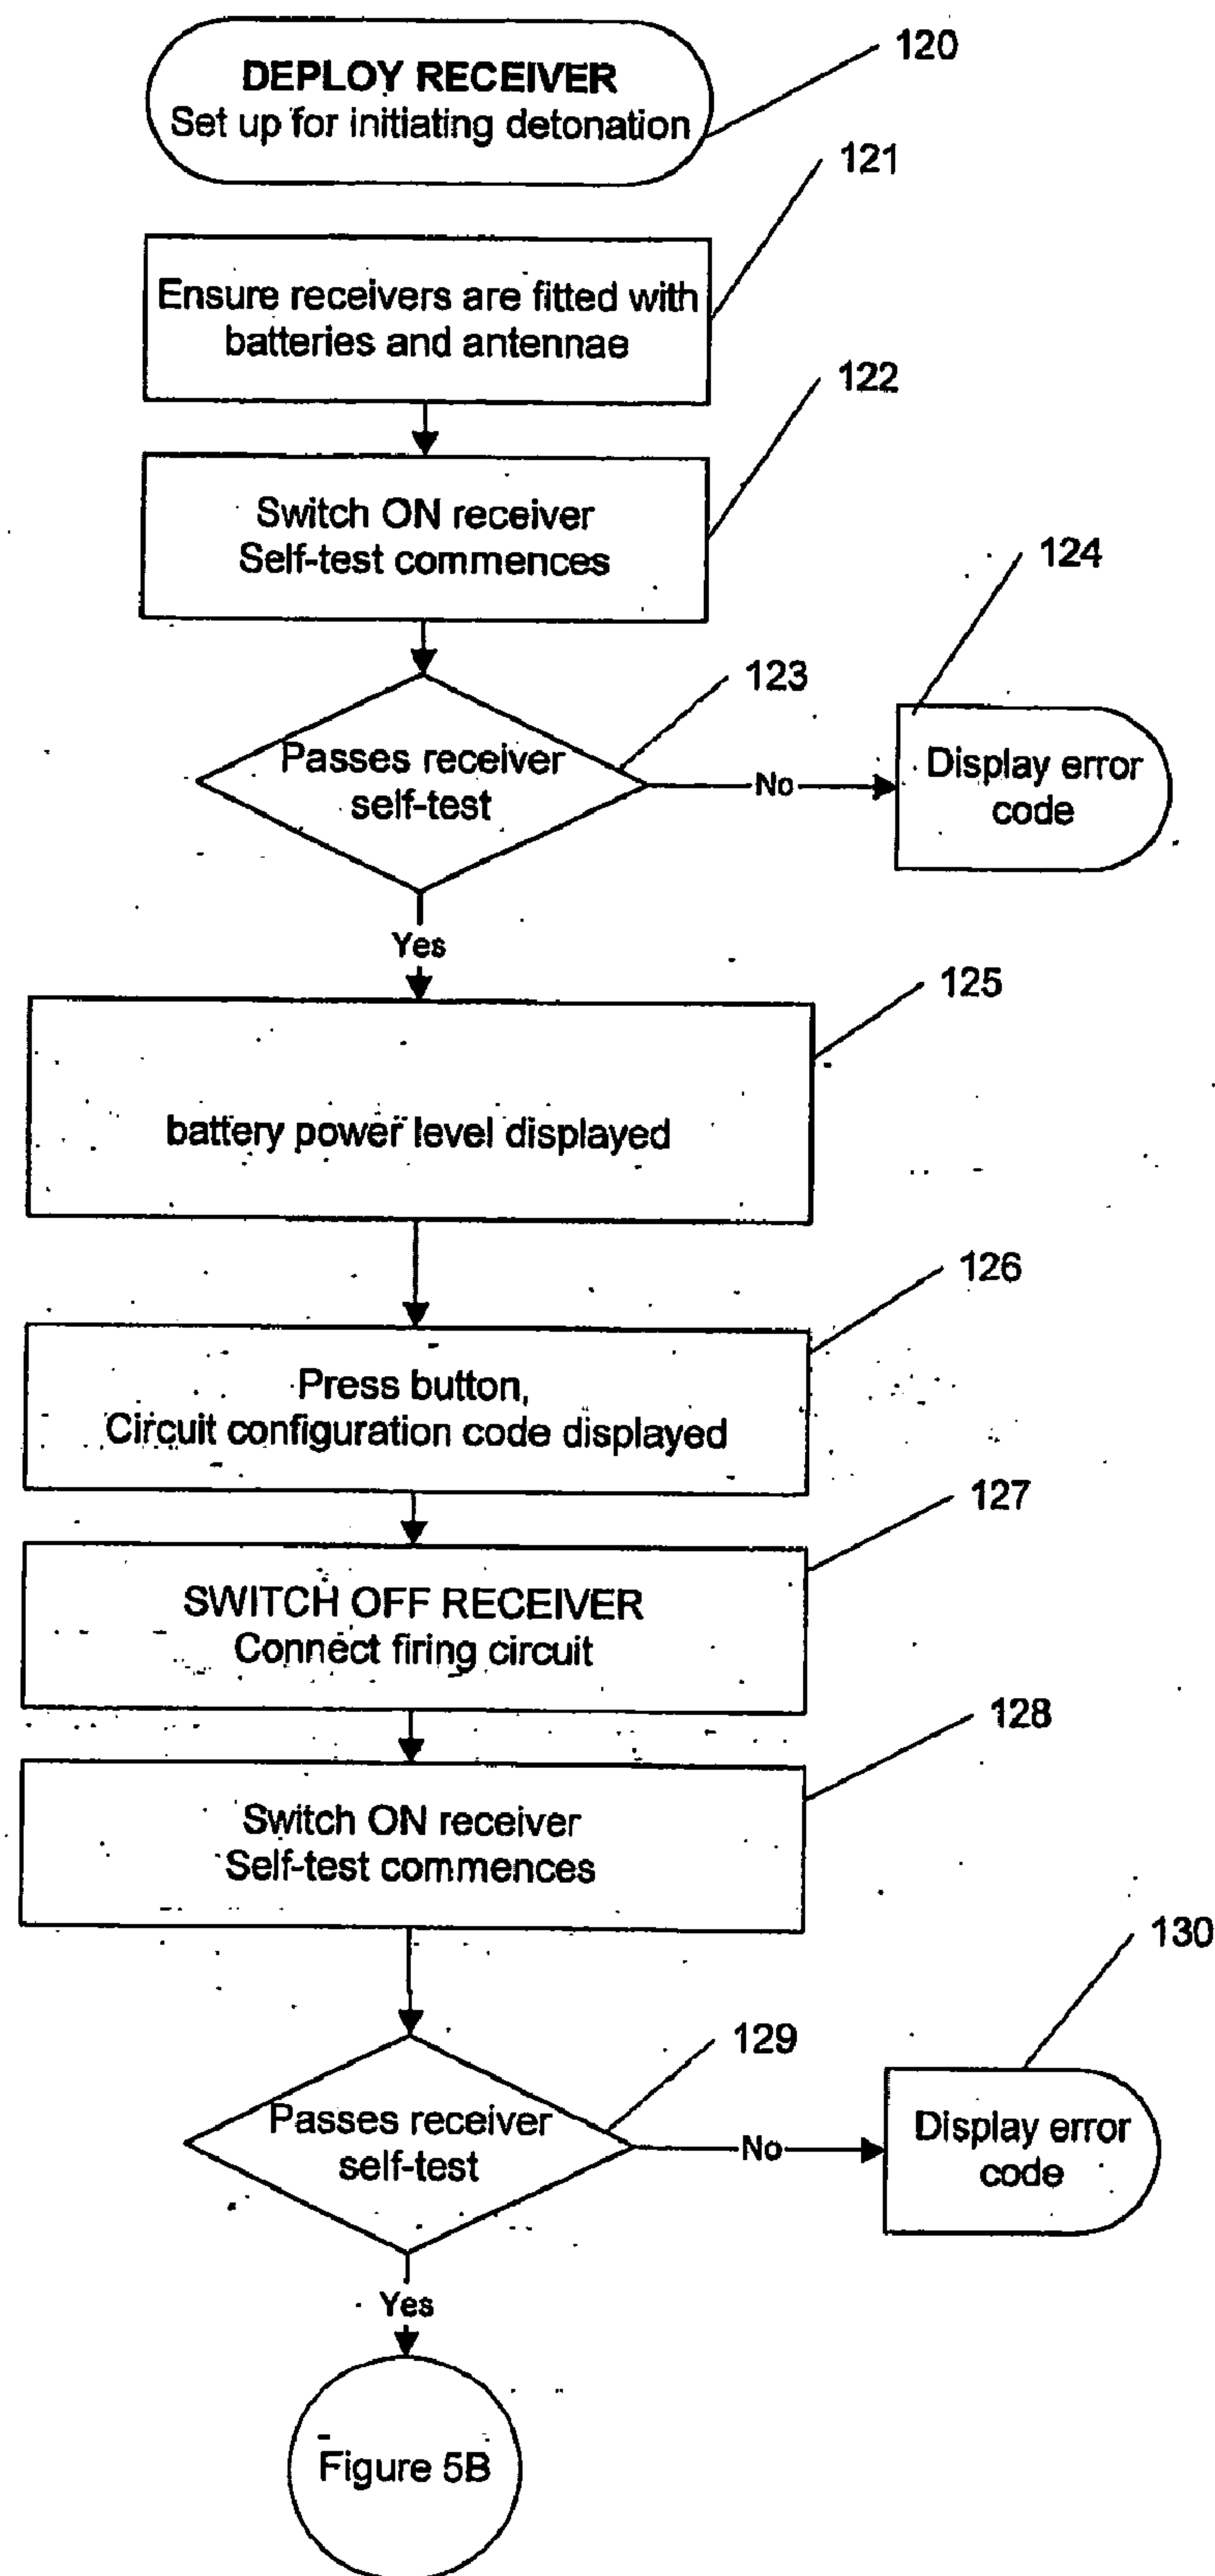 DEPLOY RECEIVER
Set up for initiating detonation
120
121
Ensure receivers are fitted with
batteries and antennae
122
Switch ON receiver
Self-test commences
124
123
Passes receiver
self-test
No
Display error
code
Yes
125
battery power level displayed
126
Press button,
Circuit configuration code displayed
127
SWITCH OFF RECEIVER
Connect firing circuit
128
Switch ON receiver
Self-test commences
130
129
Passes receiver
self-test
No
Display error
code
Yes
Figure 5B